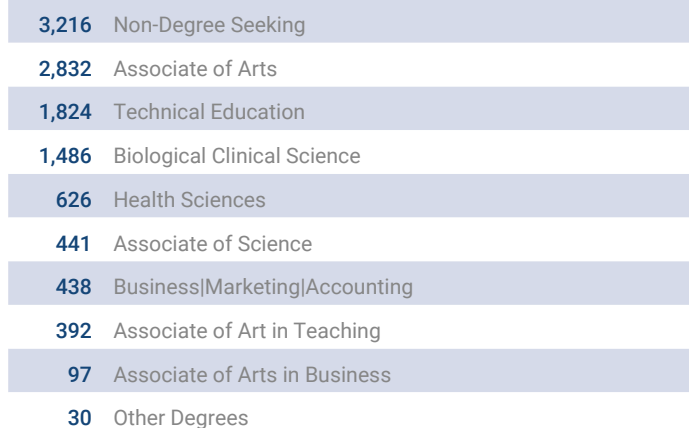 3,216 Non-Degree Seeking
2,832 Associate of Arts
1,824 Technical Education
1,486 Biological Clinical Science
626 Health Sciences
441 Associate of Science
438 Business|Marketing|Accounting
392 Associate of Art in Teaching
97 Associate of Arts in Business
30 Other Degrees